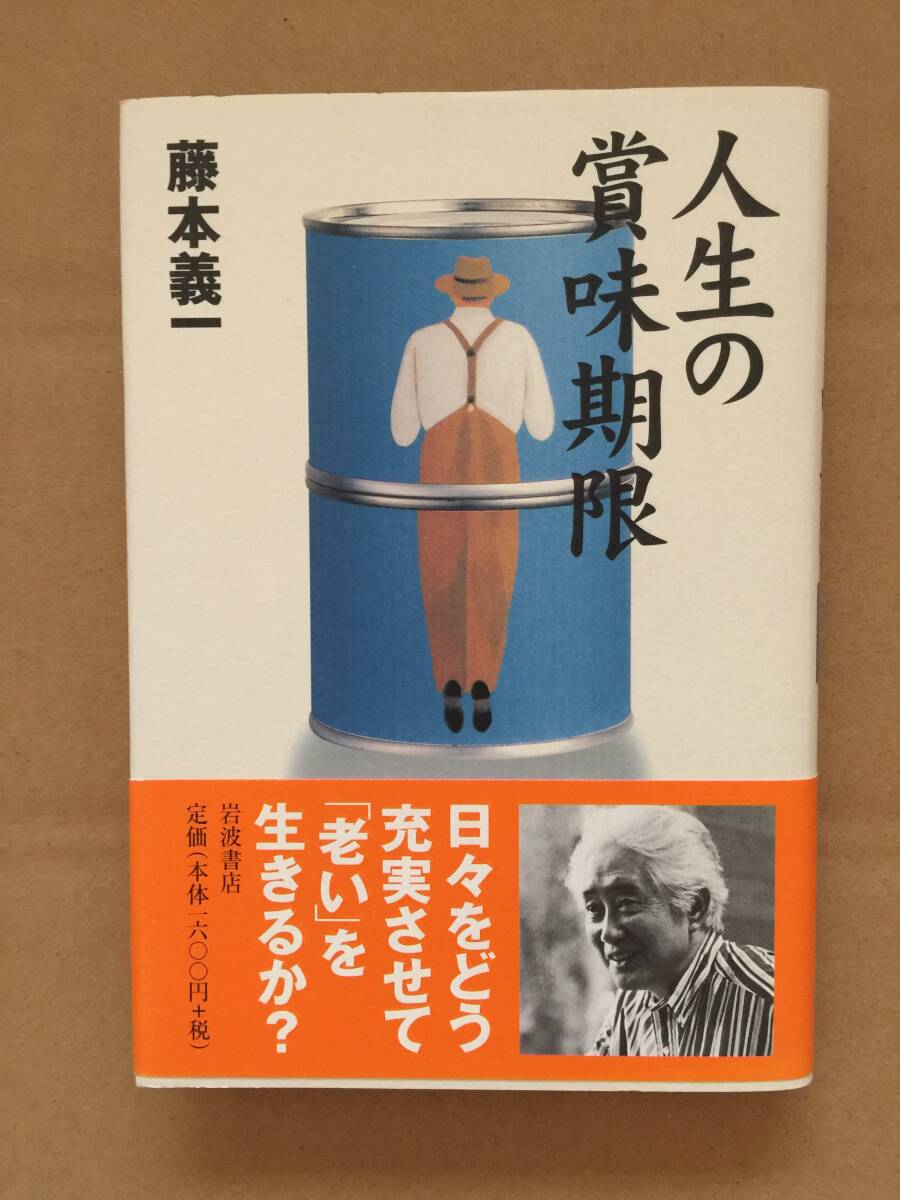 人生の
賞味期限
藤本義一
日々をどう
充実させて
「老い」を
生きるか?
岩波書店
定価(本体一六〇〇円+税)